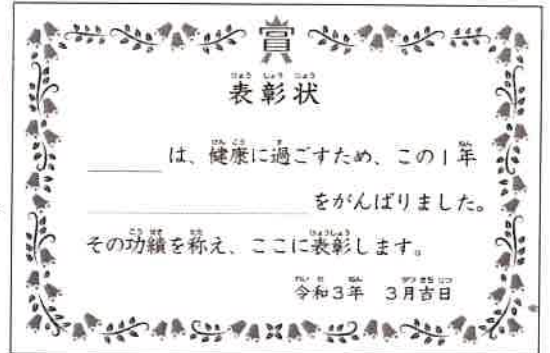 賞
表彰状
は、健康に過ごすため、この1年
をがんばりました。
その功績を称え、ここに表彰します。
令和3年 3月吉日